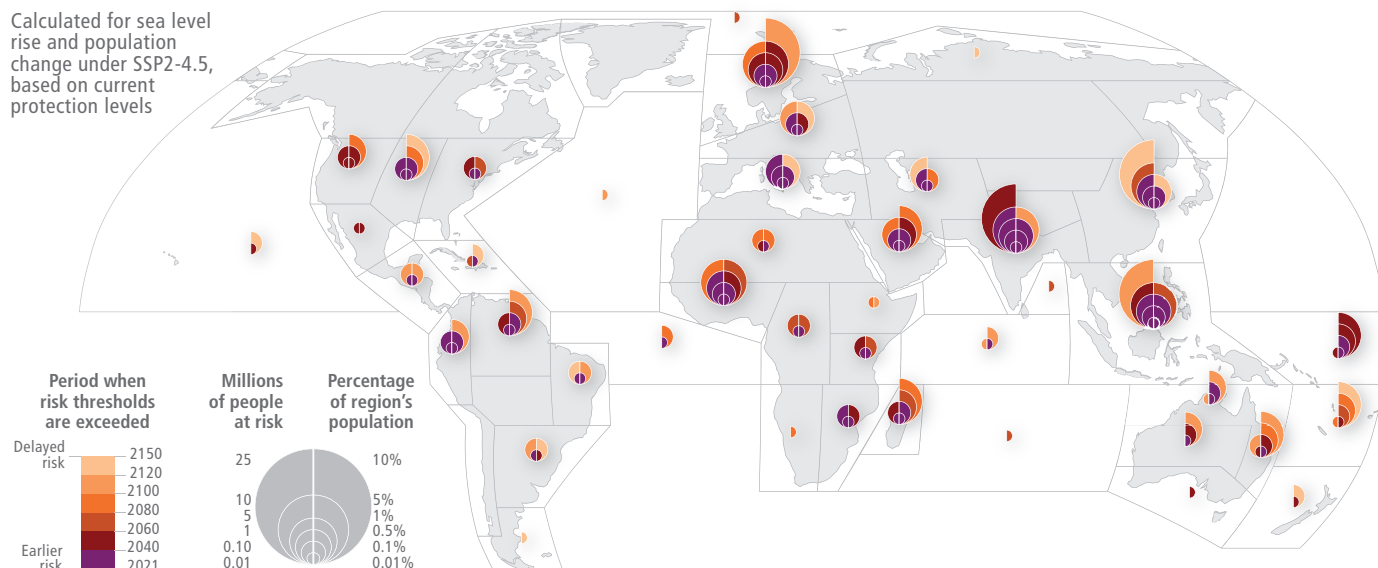 Calculated for sea level
rise and population
change under SSP2-4.5,
based on current
protection levels
Period when
risk thresholds
are exceeded
Delayed
risk
2150
2120
2100
2080
2060
2040
2021
Earlier
risk
Millions
of people
at risk
Percentage
of region's
population
25
10
5
1
0.10
0.01
10%
5%
1%
0.5%
0.1%
0.01%